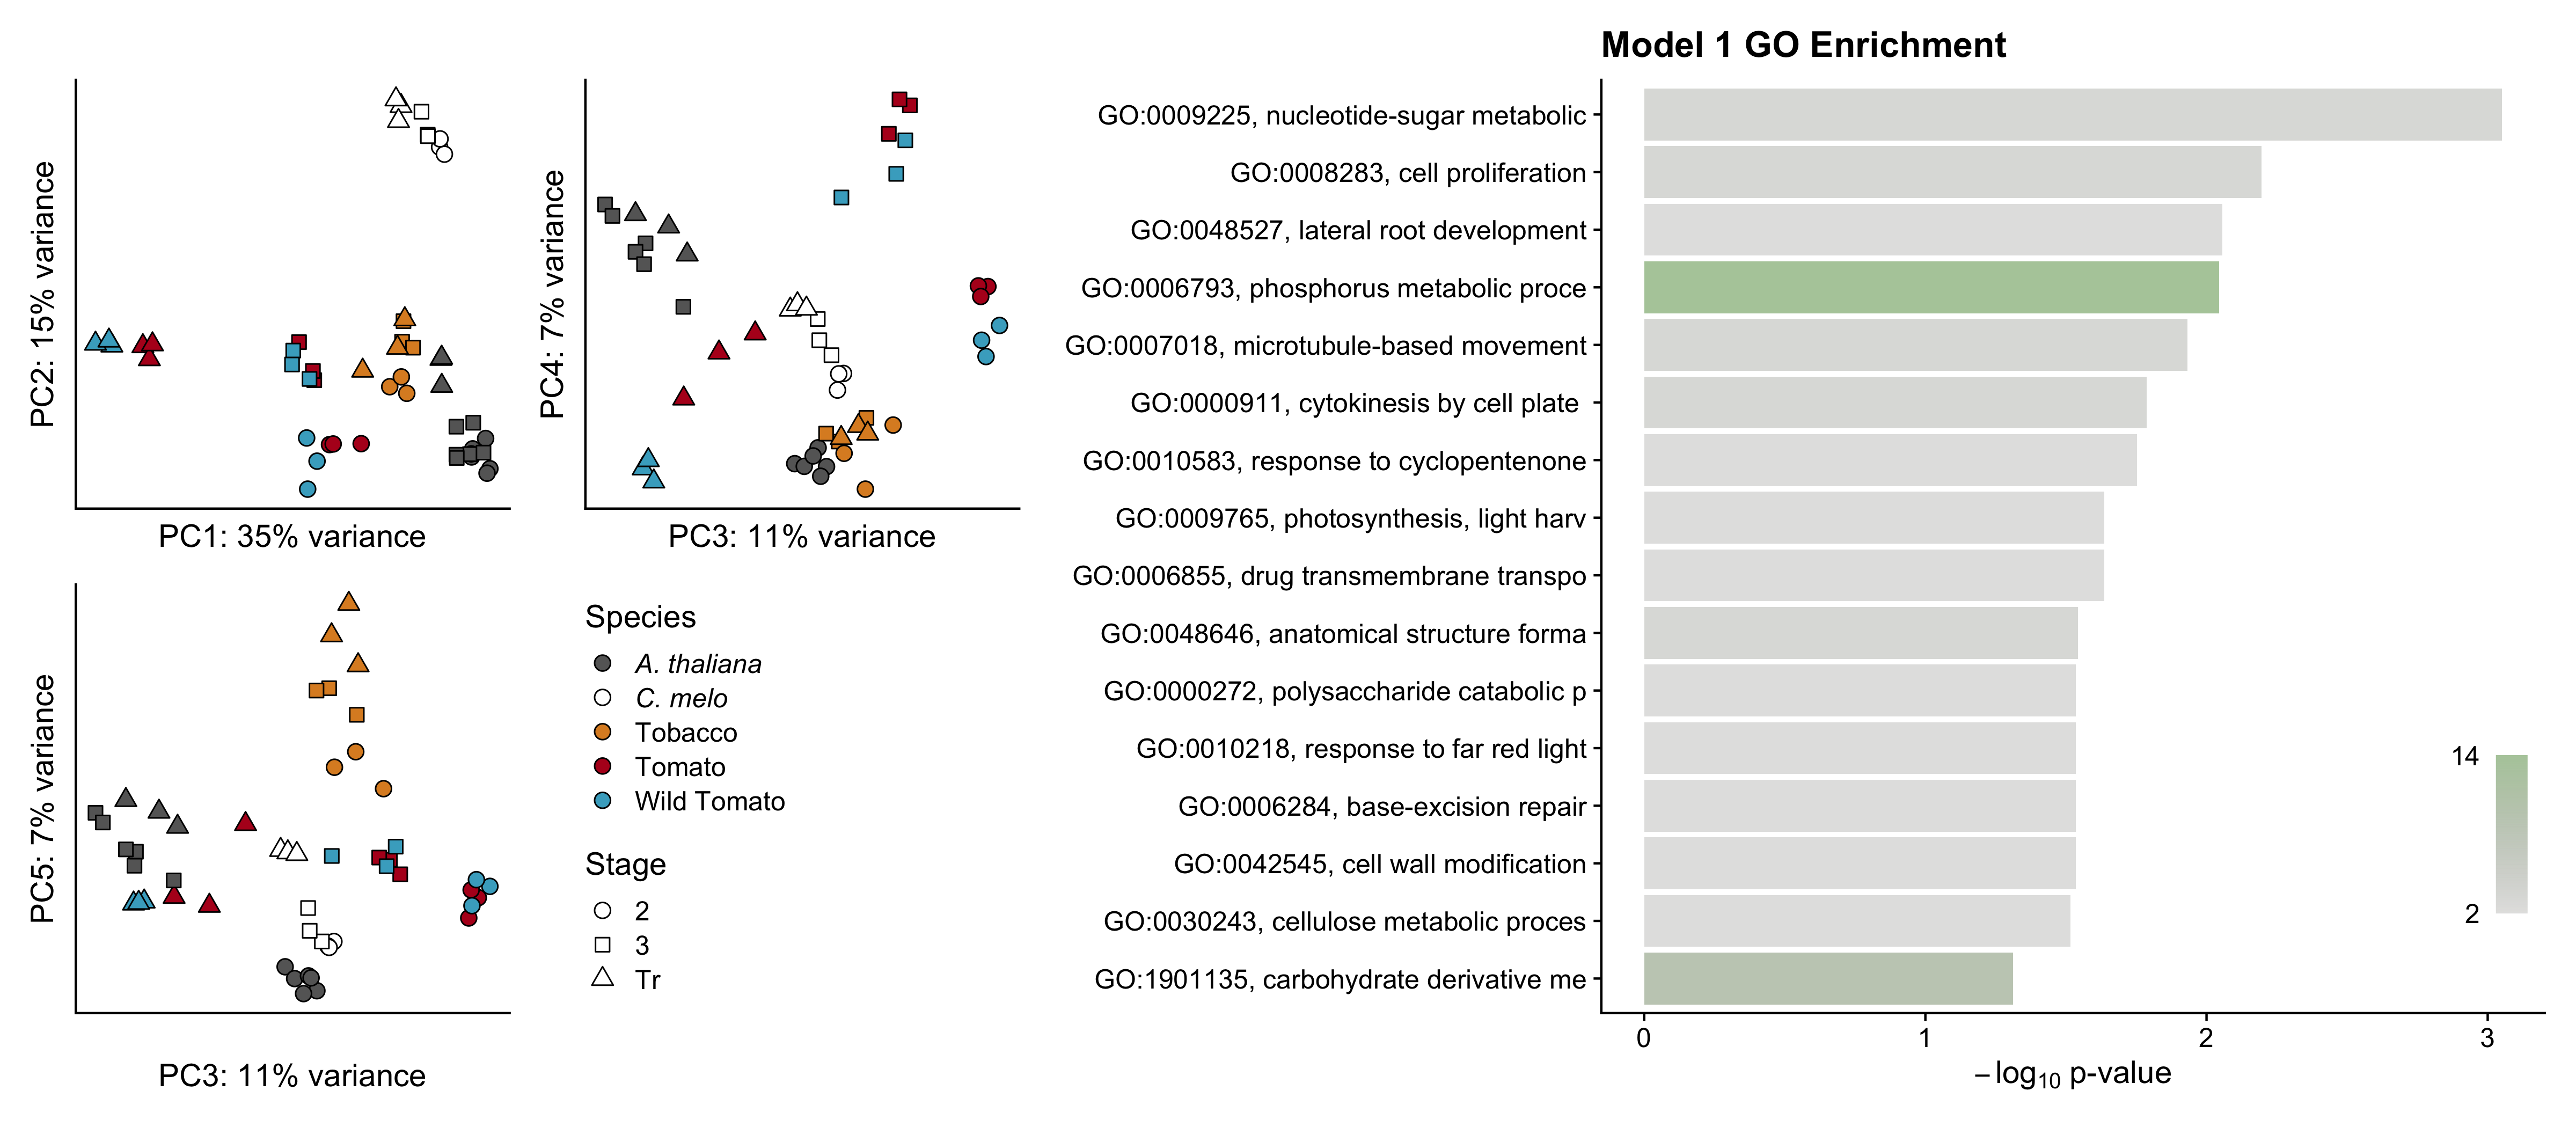 PC2: 15% variance
PC1: 35% variance
PC4: 7% variance
PC3: 11% variance
PC5: 7% variance
PC3: 11% variance
Species
A. thaliana
C. melo
Tobacco
Tomato
Wild Tomato
Stage
2
3
Tr
Model 1 GO Enrichment
GO:0009225, nucleotide-sugar metabolic
GO:0008283, cell proliferation
GO:0048527, lateral root development
GO:0006793, phosphorus metabolic proce
GO:0007018, microtubule-based movement
GO:0000911, cytokinesis by cell plate
GO:0010583, response to cyclopentenone
GO:0009765, photosynthesis, light harv
GO:0006855, drug transmembrane transpo
GO:0048646, anatomical structure forma
GO:0000272, polysaccharide catabolic p
GO:0010218, response to far red light
GO:0006284, base-excision repair
GO:0042545, cell wall modification
GO:0030243, cellulose metabolic proces
GO:1901135, carbohydrate derivative me
14
2
0 1 2 3
−log10 p-value